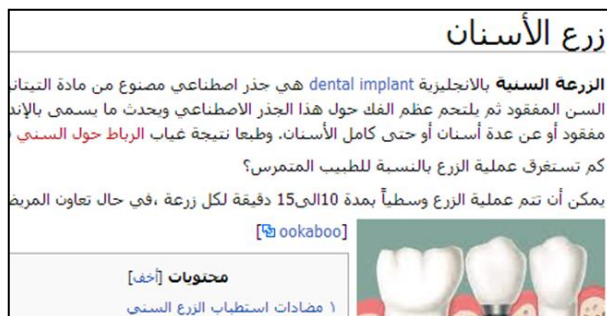 زرع الأسنان
الزرعة السنية بالانجليزية dental implant هي جذر اصطناعي مصنوع من مادة
السن المفقود ثم يلتحم عظم الفك حول هذا الجذر الاصطناعي ويحدث ما يسمى
مفقود أو عن عدة أسنان أو حتى كامل الأسنان. وطبعا نتيجة غياب الرباط حول السني
كم تستغرق عملية الزرع بالنسبة للطبيب المتمرس؟
يمكن أن تتم عملية الزرع وسطياً بمدة 10الى15 دقيقة لكل زرعة ،في حال تعاون
[ookaboo]
محتويات [أخف]
١ مضادات استطباب الزرع السني